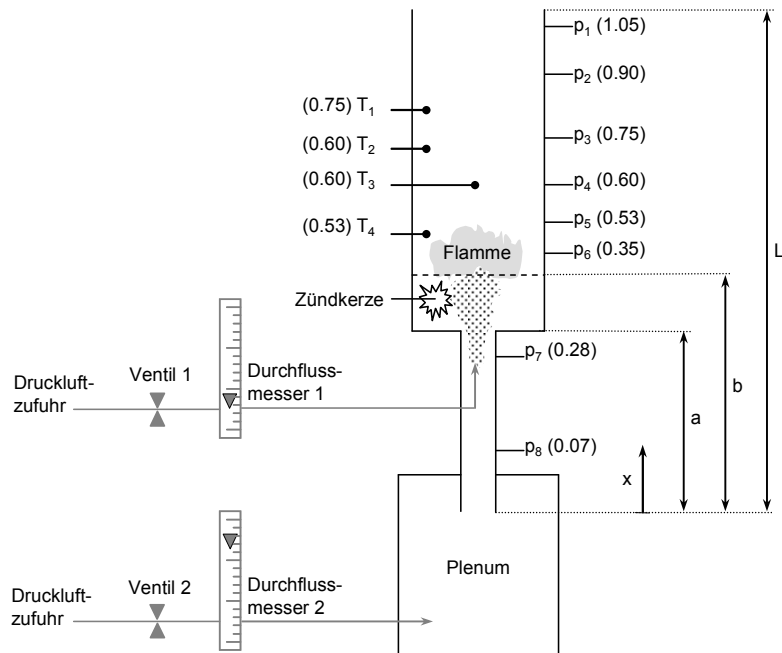 p1 (1.05)
p2 (0.90)
(0.75) T1
p3 (0.75)
(0.60) T2
(0.60) T3
p4 (0.60)
p5 (0.53)
(0.53) T4
L
Flamme
p6 (0.35)
Zündkerze
p7 (0.28)
Druckluft-
zufuhr
Ventil 1
Durchfluss-
messer 1
b
a
p8 (0.07)
x
Plenum
Druckluft-
zufuhr
Ventil 2
Durchfluss-
messer 2